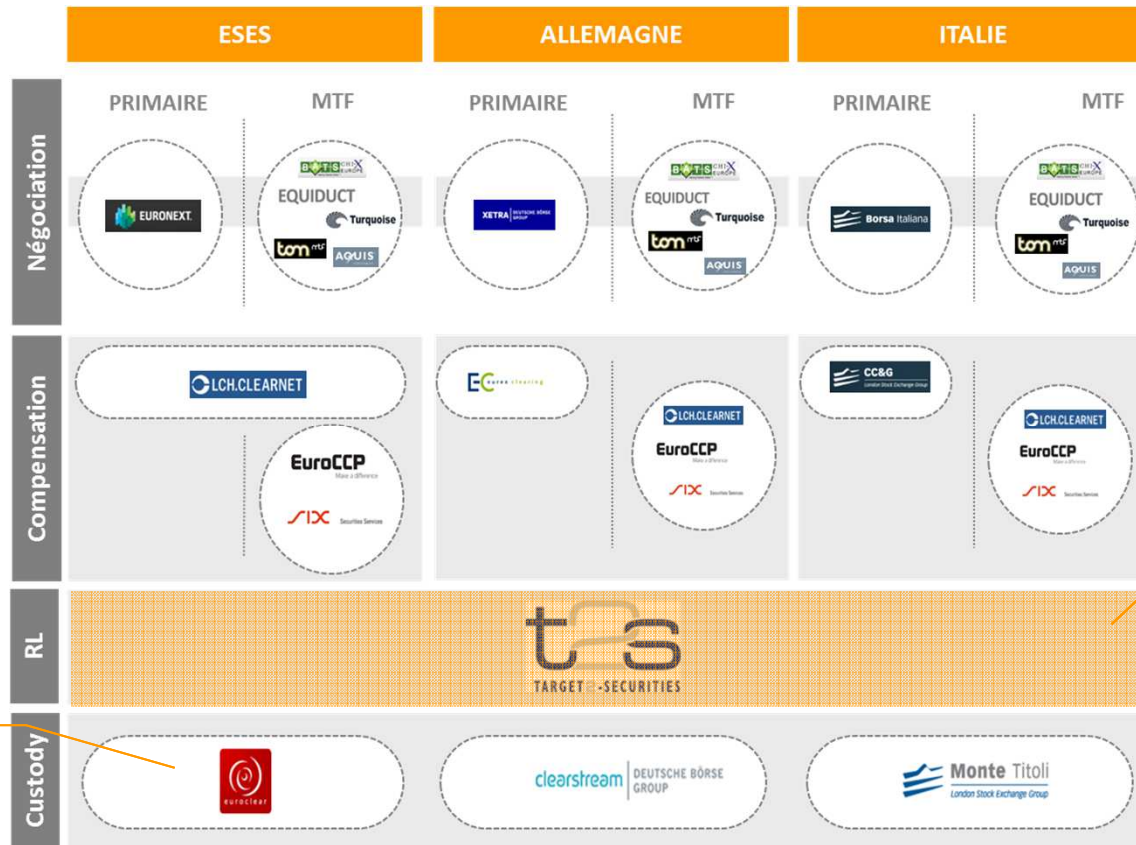 ESES
ALLEMAGNE
ITALIE
Négociation
PRIMAIRE
MTF
PRIMAIRE
MTF
PRIMAIRE
MTF
EURONEXT.
BATS CHI-X EUROPE
EQUIDUCT
Turquoise
tom mtf
AQUIS
XETRA DEUTSCHE BÖRSE GROUP
BATS CHI-X EUROPE
EQUIDUCT
Turquoise
tom mtf
AQUIS
Borsa Italiana
BATS CHI-X EUROPE
EQUIDUCT
Turquoise
tom mtf
AQUIS
Compensation
LCH.CLEARNET
EuroCCP
Make a difference
SIX Securities Services
EC eurex clearing
LCH.CLEARNET
EuroCCP
Make a difference
SIX Securities Services
CC&G
London Stock Exchange Group
LCH.CLEARNET
EuroCCP
Make a difference
SIX Securities Services
RL
t2s
TARGET2-SECURITIES
Custody
euroclear
clearstream DEUTSCHE BÖRSE
GROUP
Monte Titoli
London Stock Exchange Group